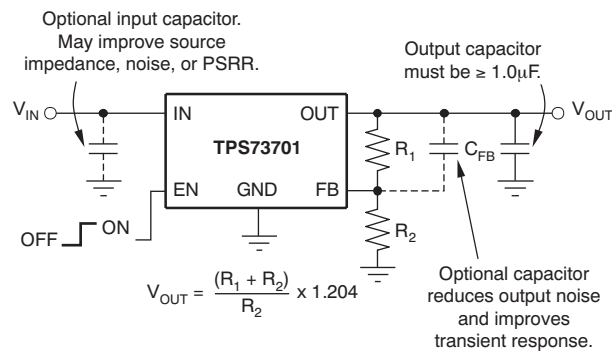 Optional input capacitor.
May improve source
impedance, noise, or PSRR.
Output capacitor
must be ≥ 1.0μF.
V_IN
IN
OUT
V_OUT
TPS73701
R_1
C_FB
EN
GND
FB
OFF
ON
R_2
V_OUT = (R_1 + R_2) / R_2 x 1.204
Optional capacitor
reduces output noise
and improves
transient response.